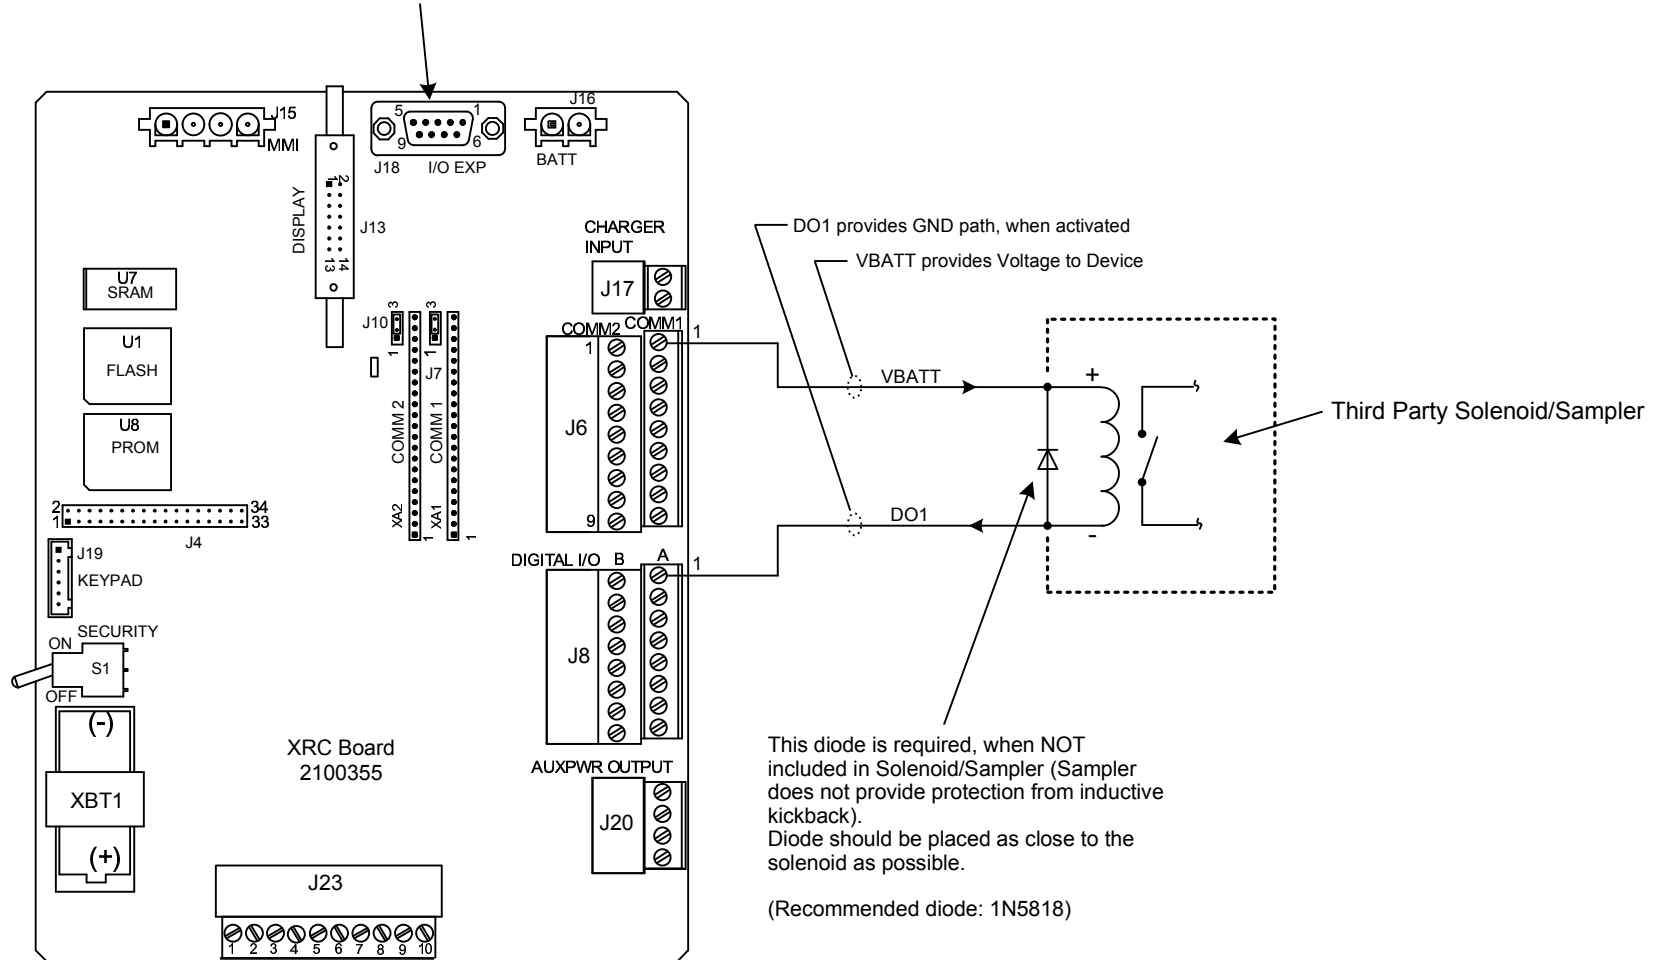 J15
MMI
5
1
9
6
J18
I/O EXP
J16
BATT
DISPLAY
1
2
13
14
J13
CHARGER
INPUT
J17
U7
SRAM
U1
FLASH
U8
PROM
J10
3
1
3
1
J7
COMM 2
COMM 1
XA2
XA1
1
1
COMM2
COMM1
1
1
J6
9
DO1 provides GND path, when activated
VBATT provides Voltage to Device
VBATT
+
DO1
-
Third Party Solenoid/Sampler
2
1
34
33
J4
J19
KEYPAD
DIGITAL I/O
B
A
1
J8
SECURITY
ON
S1
OFF
(-)
XBT1
(+)
XRC Board
2100355
AUXPWR OUTPUT
J20
J23
1 2 3 4 5 6 7 8 9 10
This diode is required, when NOT
included in Solenoid/Sampler (Sampler
does not provide protection from inductive
kickback).
Diode should be placed as close to the
solenoid as possible.
(Recommended diode: 1N5818)